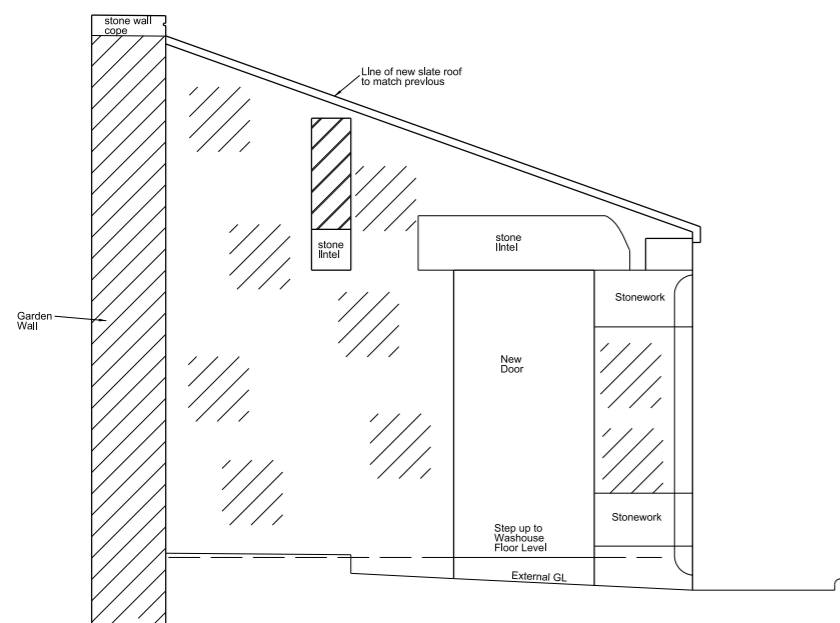 stone wall
cope
Line of new slate roof
to match previous
stone
lintel
stone
lintel
Stonework
Garden
Wall
New
Door
Stonework
Step up to
Washouse
Floor Level
External GL